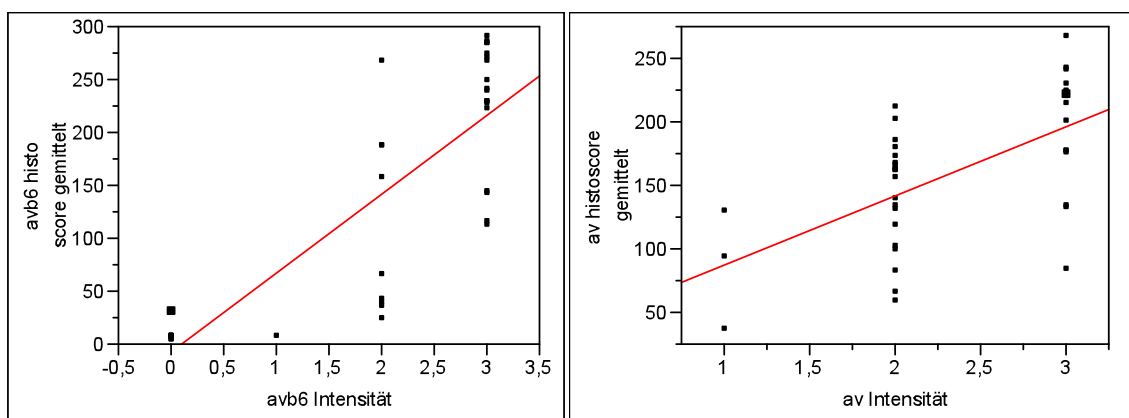 300
250
200
150
100
50
0
avb6 histo
score gemittelt
-0,5 0 0,5 1 1,5 2 2,5 3 3,5
avb6 Intensität
250
200
150
100
50
av histoscore
gemittelt
1 1,5 2 2,5 3
av Intensität